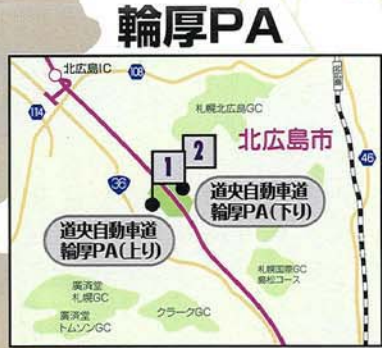 輪厚PA
北広島IC
108
114
札幌北広島GC
北広島
北広島市
46
1
2
36
道央自動車道
輪厚PA(下り)
道央自動車道
輪厚PA(上り)
札幌国際GC
島松コース
廣済堂
札幌GC
廣済堂
トムソンGC
クラークGC